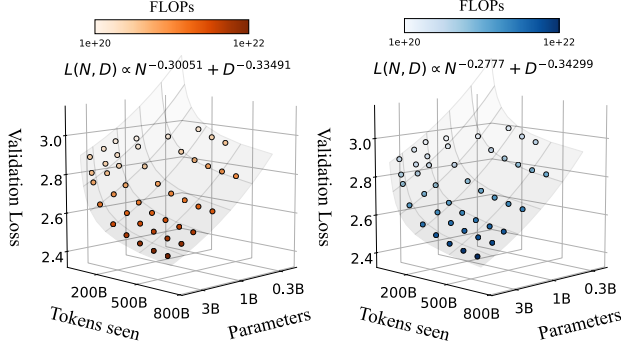 FLOPs
1e+20 1e+22
L(N, D) ∝ N^−0.30051 + D^−0.33491
Validation Loss
3.0
2.8
2.6
2.4
200B 500B 800B
Tokens seen
3B 1B 0.3B
Parameters
FLOPs
1e+20 1e+22
L(N, D) ∝ N^−0.2777 + D^−0.34299
Validation Loss
3.0
2.8
2.6
2.4
200B 500B 800B
Tokens seen
3B 1B 0.3B
Parameters